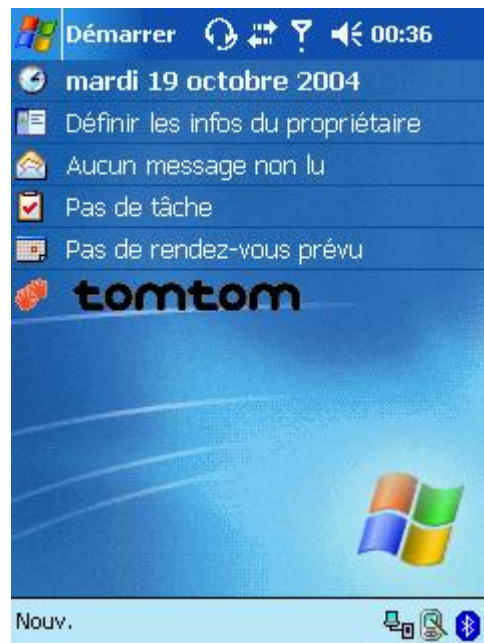 Démarrer 00:36
mardi 19 octobre 2004
Définir les infos du propriétaire
Aucun message non lu
Pas de tâche
Pas de rendez-vous prévu
tomtom
Nouv.